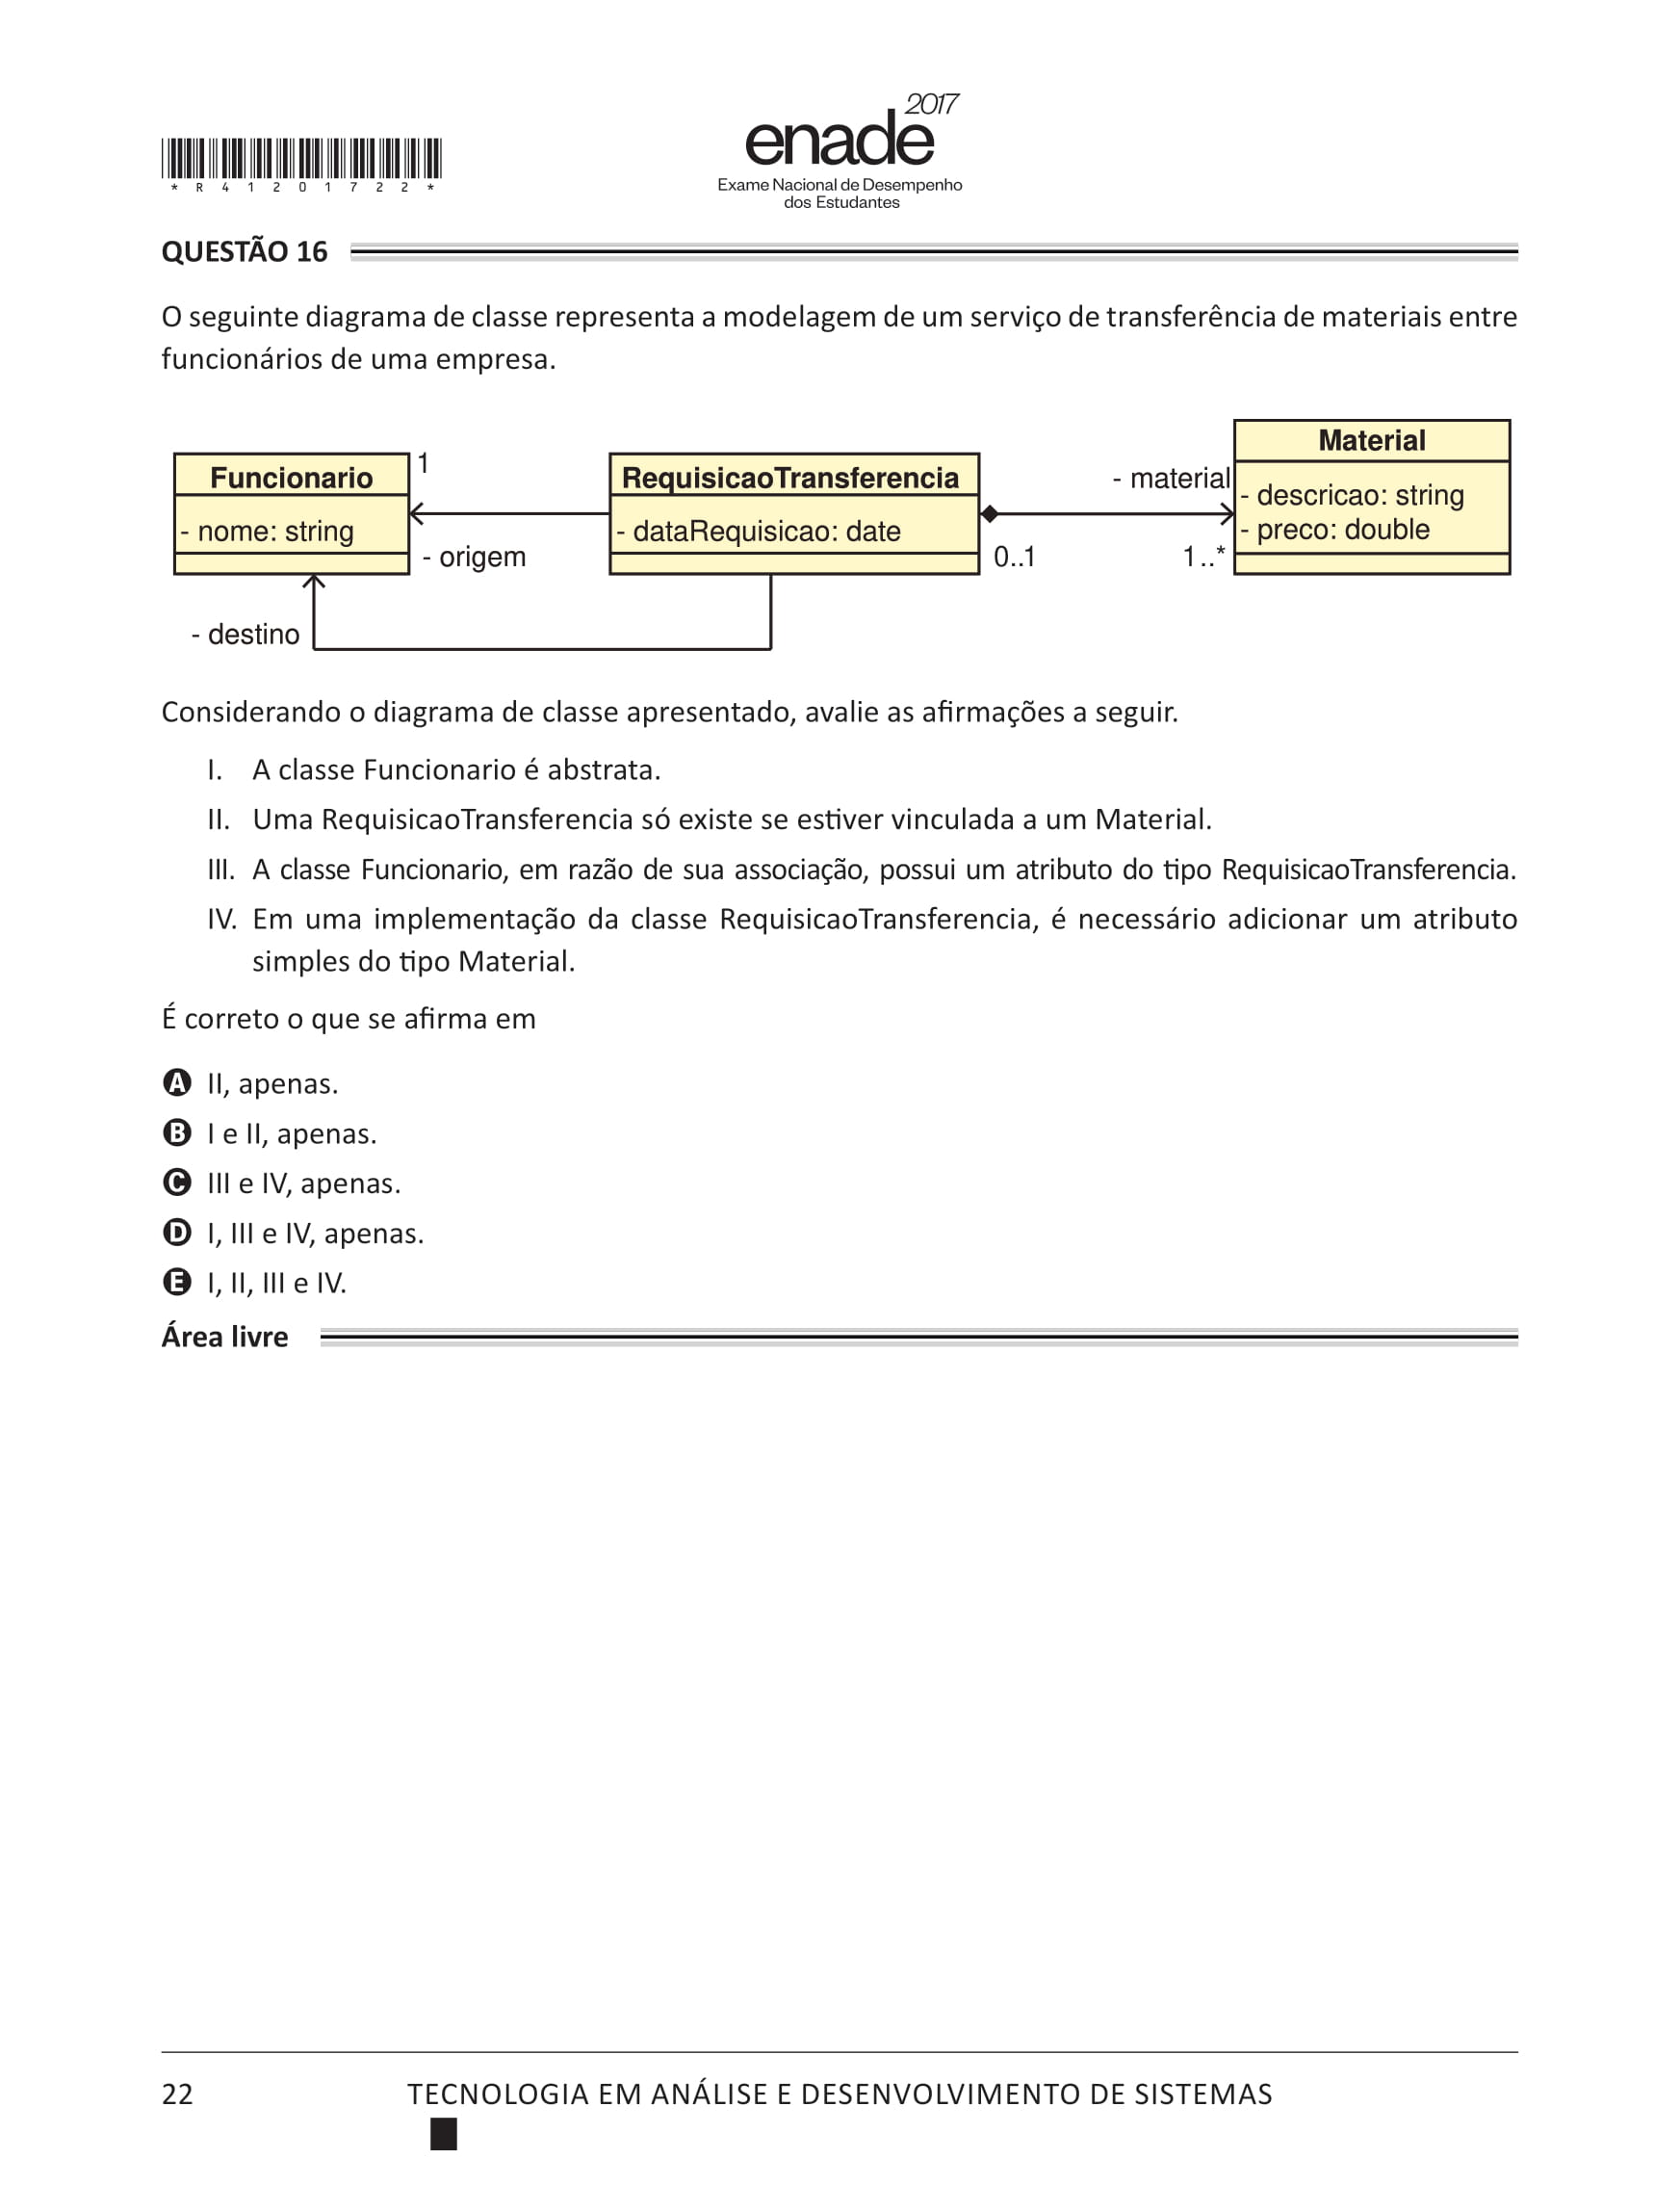 2017
enade
Exame Nacional de Desempenho
dos Estudantes
* R 4 1 2 0 1 7 2 2 *
QUESTÃO 16
O seguinte diagrama de classe representa a modelagem de um serviço de transferência de materiais entre
funcionários de uma empresa.
Funcionario
- nome: string
1
- origem
- destino
RequisicaoTransferencia
- dataRequisicao: date
0..1
- material
1..*
Material
- descricao: string
- preco: double
Considerando o diagrama de classe apresentado, avalie as afirmações a seguir.
I. A classe Funcionario é abstrata.
II. Uma RequisicaoTransferencia só existe se estiver vinculada a um Material.
III. A classe Funcionario, em razão de sua associação, possui um atributo do tipo RequisicaoTransferencia.
IV. Em uma implementação da classe RequisicaoTransferencia, é necessário adicionar um atributo
simples do tipo Material.
É correto o que se afirma em
A II, apenas.
B I e II, apenas.
C III e IV, apenas.
D I, III e IV, apenas.
E I, II, III e IV.
Área livre
22
TECNOLOGIA EM ANÁLISE E DESENVOLVIMENTO DE SISTEMAS